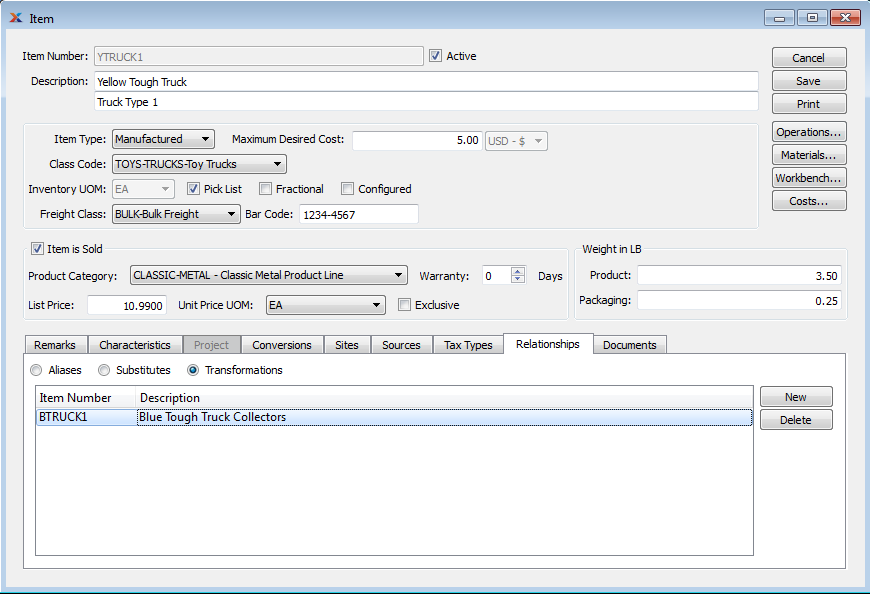 Item
Item Number: YTRUCK1 Active Cancel
Description: Yellow Tough Truck Save
Truck Type 1 Print
Item Type: Manufactured Maximum Desired Cost: 5.00 USD - $ Operations...
Class Code: TOYS-TRUCKS-Toy Trucks Materials...
Inventory UOM: EA Pick List Fractional Configured Workbench...
Freight Class: BULK-Bulk Freight Bar Code: 1234-4567 Costs...
Item is Sold Weight in LB
Product Category: CLASSIC-METAL - Classic Metal Product Line Warranty: 0 Days Product: 3.50
List Price: 10.9900 Unit Price UOM: EA Exclusive Packaging: 0.25
Remarks Characteristics Project Conversions Sites Sources Tax Types Relationships Documents
Aliases Substitutes Transformations
Item Number Description New
BTRUCK1 Blue Tough Truck Collectors Delete